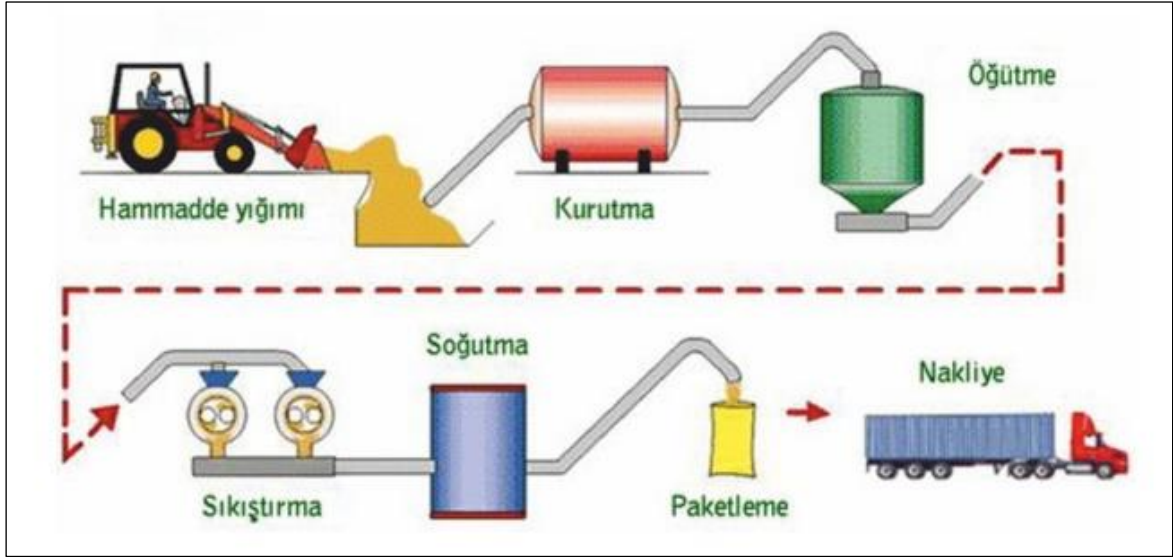 Öğütme
Hammadde yığımı
Kurutma
Soğutma
Nakliye
Sıkıştırma
Paketleme